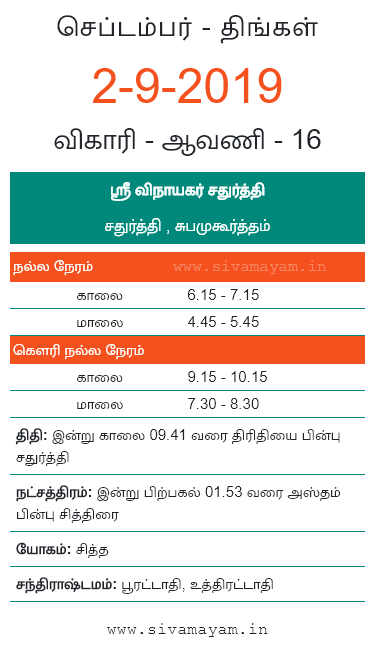 செப்டம்பர் - திங்கள்
2-9-2019
விகாரி - ஆவணி - 16
ஸ்ரீ விநாயகர் சதுர்த்தி
சதுர்த்தி , சுபமுகூர்த்தம்
நல்ல நேரம் www.sivamayam.in
காலை 6.15 - 7.15
மாலை 4.45 - 5.45
கௌரி நல்ல நேரம்
காலை 9.15 - 10.15
மாலை 7.30 - 8.30
திதி: இன்று காலை 09.41 வரை திரிதியை பின்பு
சதுர்த்தி
நட்சத்திரம்: இன்று பிற்பகல் 01.53 வரை அஸ்தம்
பின்பு சித்திரை
யோகம்: சித்த
சந்திராஷ்டமம்: பூரட்டாதி, உத்திரட்டாதி
www.sivamayam.in